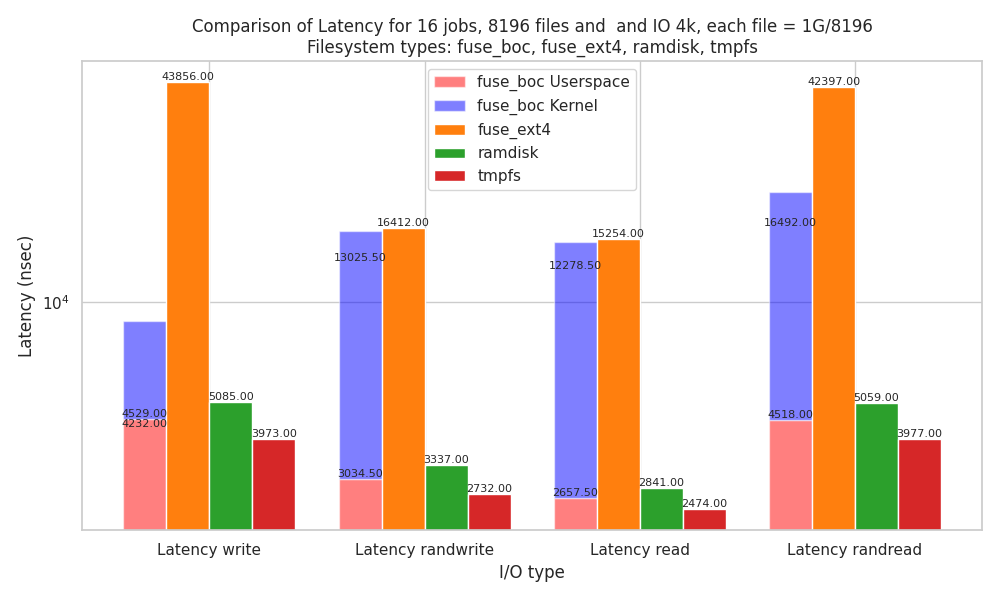 Comparison of Latency for 16 jobs, 8196 files and  and IO 4k, each file = 1G/8196
Filesystem types: fuse_boc, fuse_ext4, ramdisk, tmpfs
fuse_boc Userspace
fuse_boc Kernel
fuse_ext4
ramdisk
tmpfs
Latency (nsec)
10⁴
4529.00
4232.00
43856.00
5085.00
3973.00
13025.50
3034.50
16412.00
3337.00
2732.00
12278.50
2657.50
15254.00
2841.00
2474.00
16492.00
4518.00
42397.00
5059.00
3977.00
Latency write
Latency randwrite
Latency read
Latency randread
I/O type